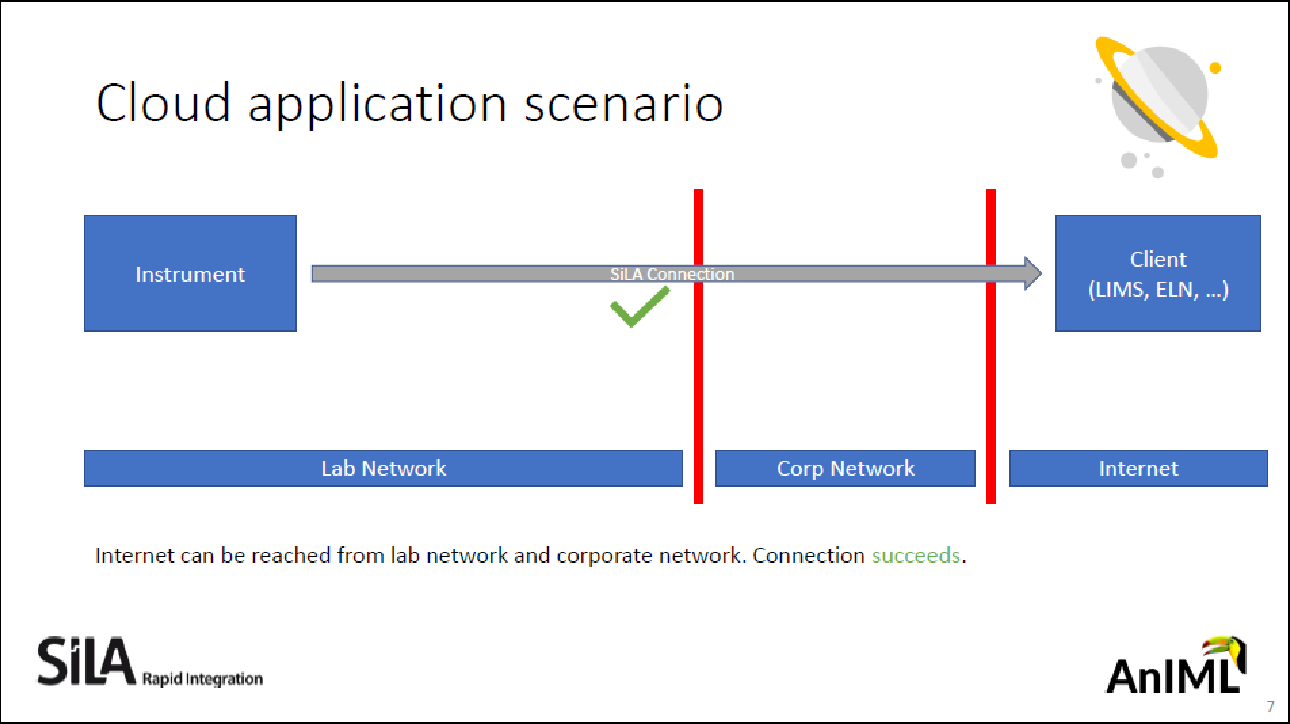 Cloud application scenario
Instrument
SiLA Connection
Client
(LIMS, ELN, ...)
Lab Network
Corp Network
Internet
Internet can be reached from lab network and corporate network. Connection succeeds.
SiLA Rapid Integration
AnIML
7